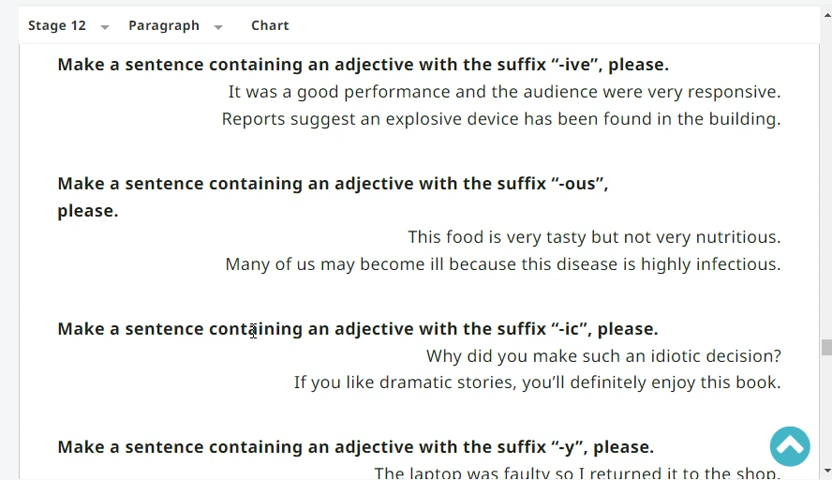 Stage 12 Paragraph Chart
Make a sentence containing an adjective with the suffix “-ive”, please.
It was a good performance and the audience were very responsive.
Reports suggest an explosive device has been found in the building.
Make a sentence containing an adjective with the suffix “-ous”,
please.
This food is very tasty but not very nutritious.
Many of us may become ill because this disease is highly infectious.
Make a sentence containing an adjective with the suffix “-ic”, please.
Why did you make such an idiotic decision?
If you like dramatic stories, you’ll definitely enjoy this book.
Make a sentence containing an adjective with the suffix “-y”, please.
The laptop was faulty so I returned it to the shop.